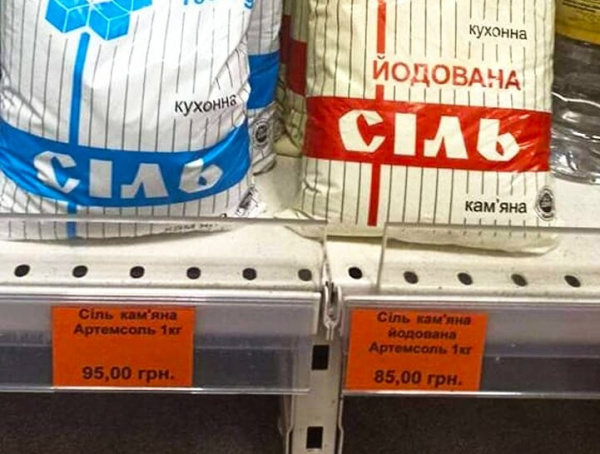 кухонна
СІЛЬ
кухонна
ЙОДОВАНА
СІЛЬ
кам'яна
Сіль кам'яна
Артемсоль 1кг
95,00 грн.
Сіль кам'яна
йодована
Артемсоль 1кг
85,00 грн.